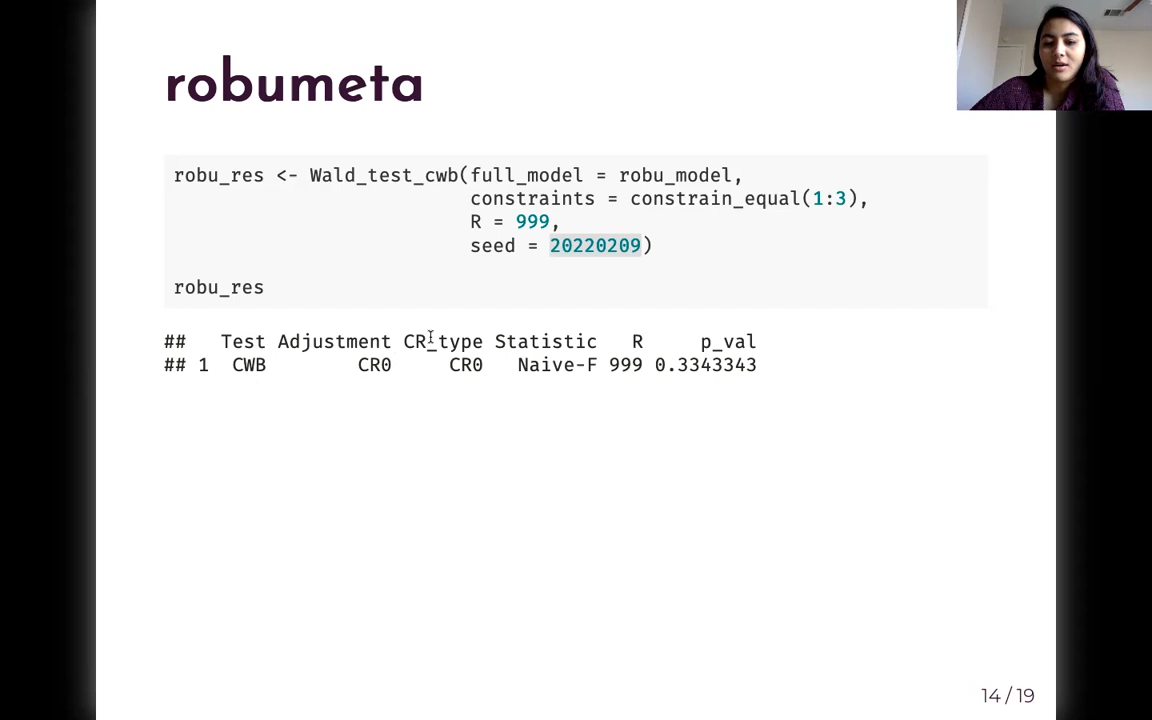 robumeta
robu_res <- Wald_test_cwb(full_model = robu_model,
constraints = constrain_equal(1:3),
R = 999,
seed = 20220209)
robu_res
##   Test Adjustment CR_type Statistic   R     p_val
## 1  CWB        CR0     CR0   Naive-F 999 0.3343343
14 / 19